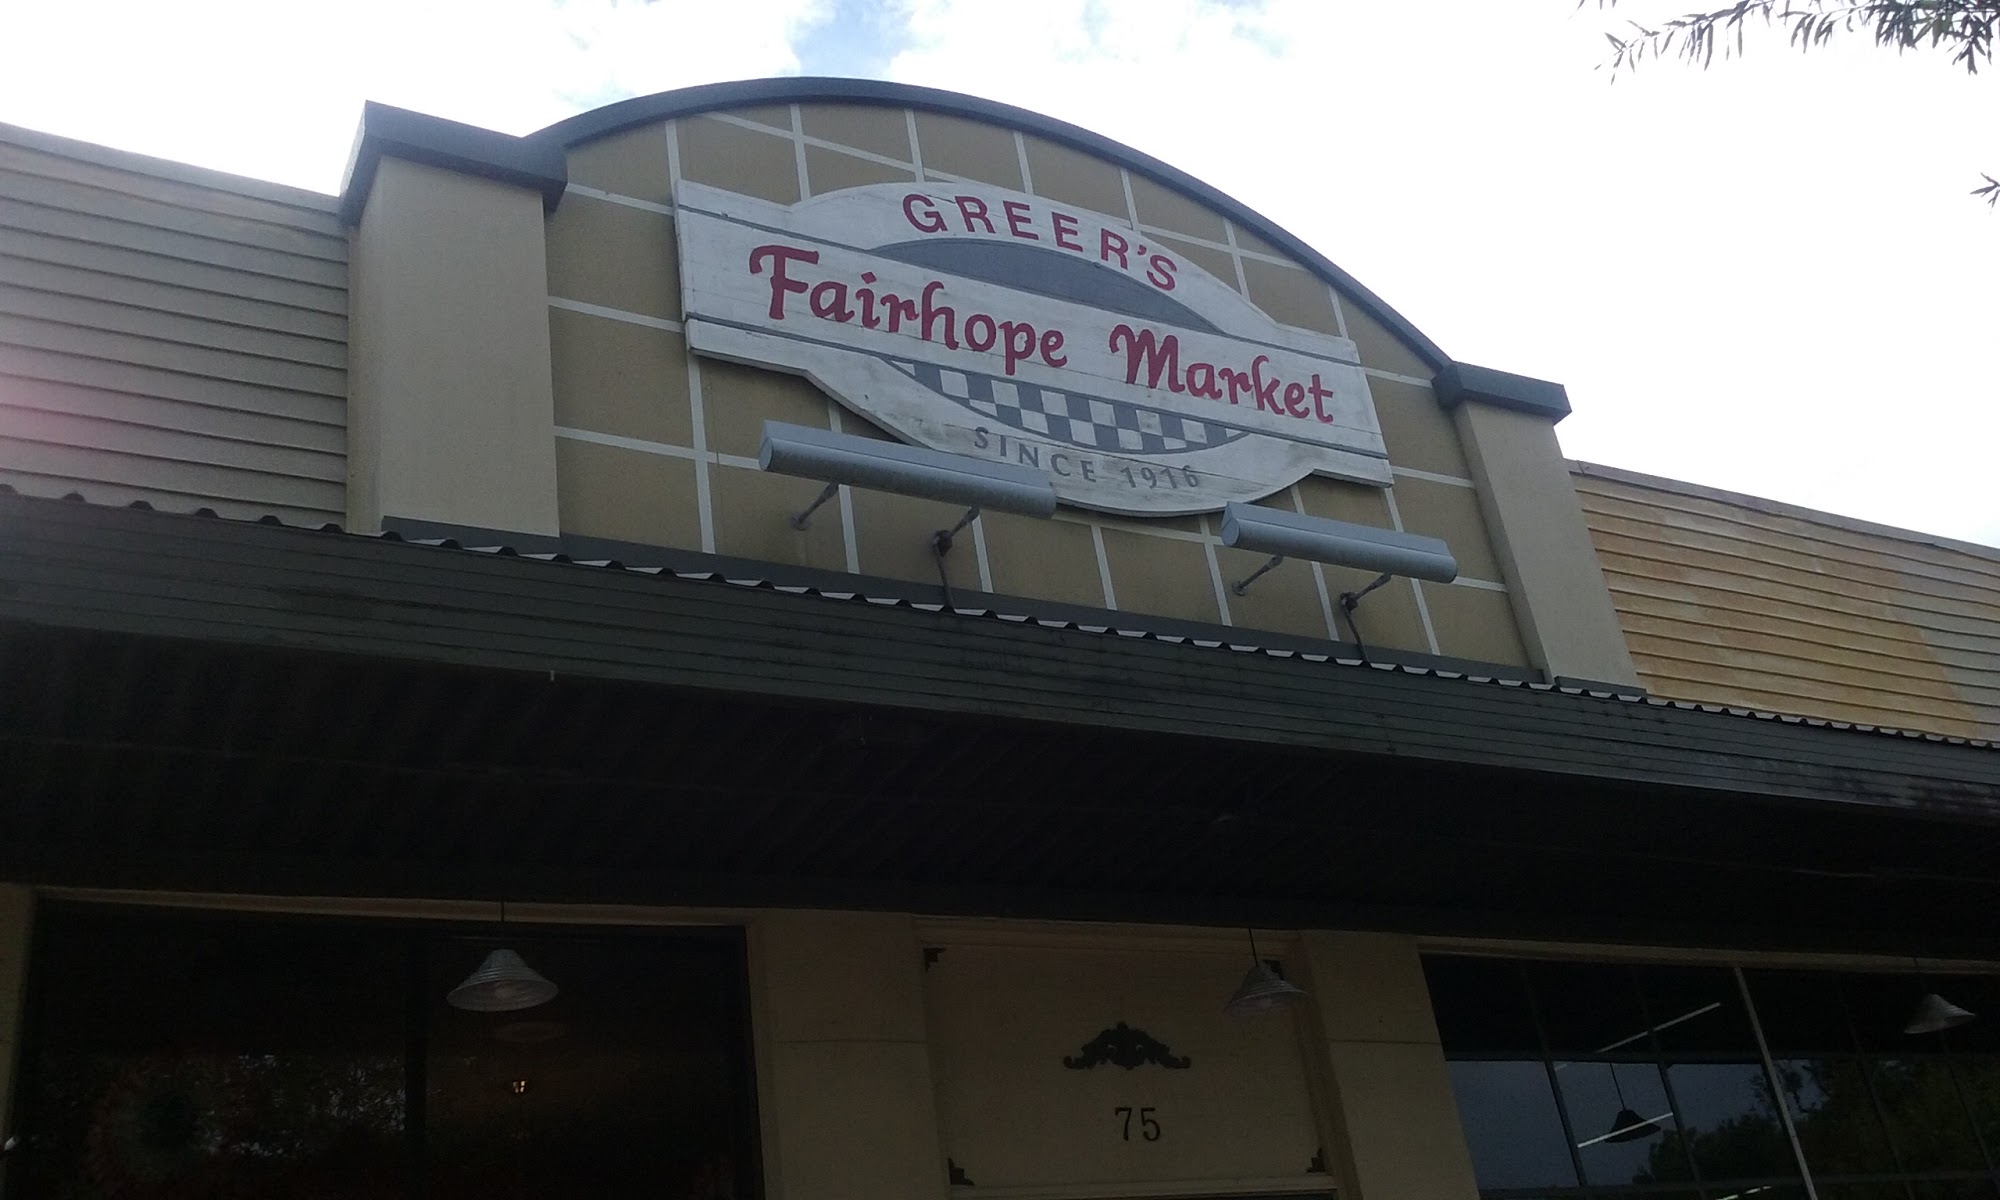 GREER'S
Fairhope Market
SINCE 1916
75